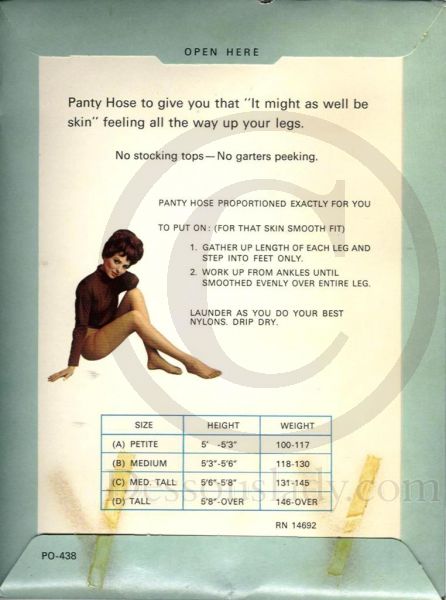 OPEN HERE
Panty Hose to give you that "It might as well be
skin" feeling all the way up your legs.
No stocking tops — No garters peeking.
PANTY HOSE PROPORTIONED EXACTLY FOR YOU
TO PUT ON: (FOR THAT SKIN SMOOTH FIT)
1. GATHER UP LENGTH OF EACH LEG AND
STEP INTO FEET ONLY.
2. WORK UP FROM ANKLES UNTIL
SMOOTHED EVENLY OVER ENTIRE LEG.
LAUNDER AS YOU DO YOUR BEST
NYLONS. DRIP DRY.
SIZE HEIGHT WEIGHT
(A) PETITE 5' -5'3" 100-117
(B) MEDIUM 5'3"-5'6" 118-130
(C) MED. TALL 5'6"-5'8" 131-145
(D) TALL 5'8"-OVER 146-OVER
Dessouslady.com
RN 14692
PO-438
©